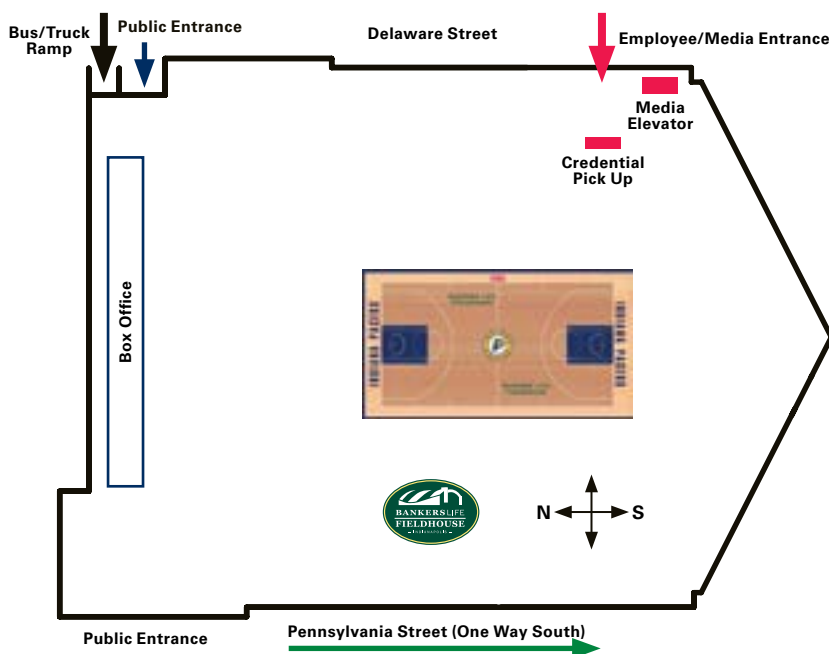 Bus/Truck
Ramp
Public Entrance
Delaware Street
Employee/Media Entrance
Media
Elevator
Credential
Pick Up
Box Office
INDIANA PACERS
INDIANA PACERS
BANKERS LIFE
FIELDHOUSE
N
S
Public Entrance
Pennsylvania Street (One Way South)